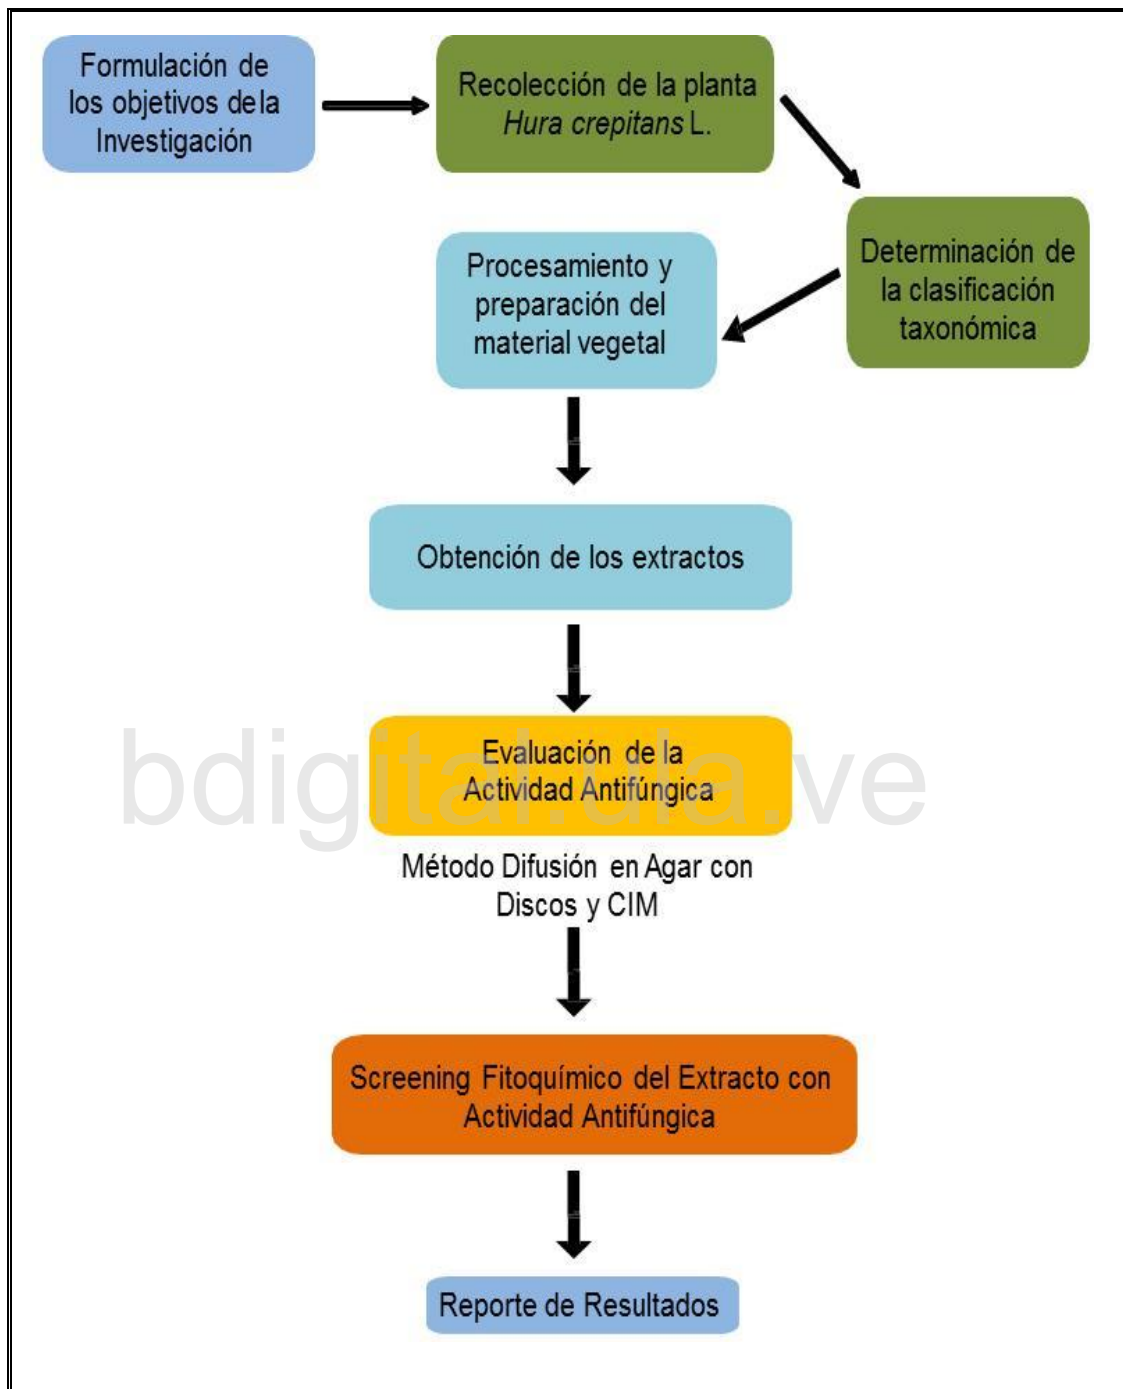 Formulación de
los objetivos de la
Investigación
Recolección de la planta
Hura crepitans L.
Determinación de
la clasificación
taxonómica
Procesamiento y
preparación del
material vegetal
Obtención de los extractos
Evaluación de la
Actividad Antifúngica
bdigital.ula.ve
Método Difusión en Agar con
Discos y CIM
Screening Fitoquímico del Extracto con
Actividad Antifúngica
Reporte de Resultados